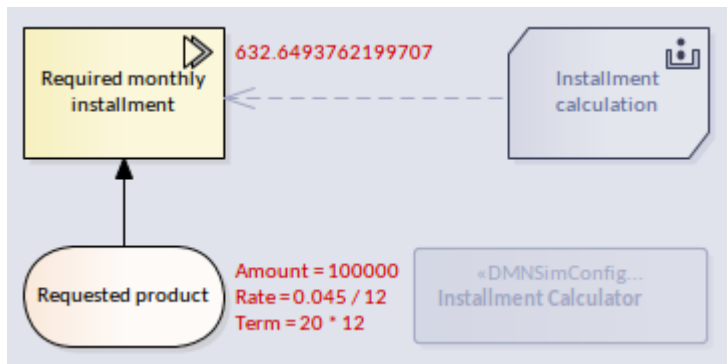 Required monthly
installment
632.6493762199707
Installment
calculation
Requested product
Amount = 100000
Rate = 0.045 / 12
Term = 20 * 12
«DMNSimConfig...
Installment Calculator